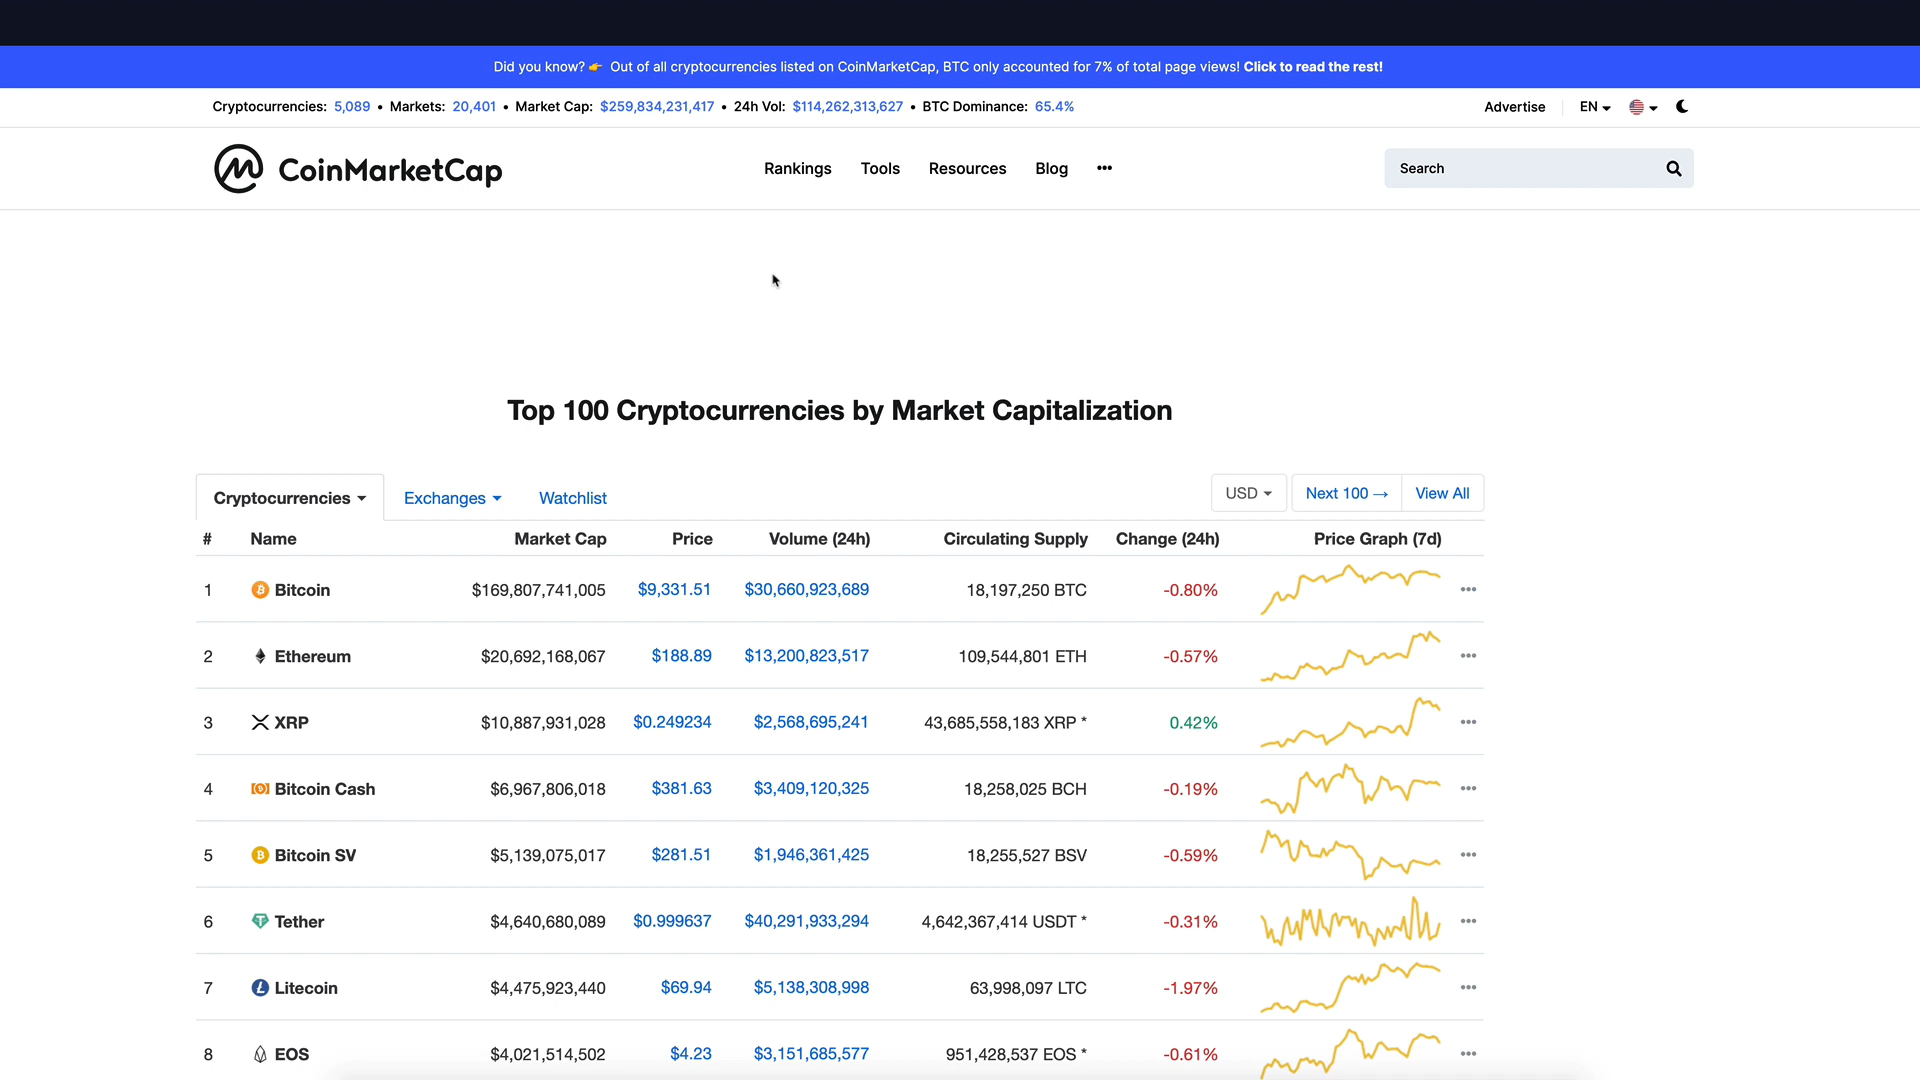 Did you know? 👉 Out of all cryptocurrencies listed on CoinMarketCap, BTC only accounted for 7% of total page views! Click to read the rest!
Cryptocurrencies: 5,089 • Markets: 20,401 • Market Cap: $259,834,231,417 • 24h Vol: $114,262,313,627 • BTC Dominance: 65.4% Advertise EN
CoinMarketCap Rankings Tools Resources Blog ••• Search
Top 100 Cryptocurrencies by Market Capitalization
Cryptocurrencies Exchanges Watchlist USD Next 100 → View All
# Name Market Cap Price Volume (24h) Circulating Supply Change (24h) Price Graph (7d)
1 Bitcoin $169,807,741,005 $9,331.51 $30,660,923,689 18,197,250 BTC -0.80% •••
2 Ethereum $20,692,168,067 $188.89 $13,200,823,517 109,544,801 ETH -0.57% •••
3 XRP $10,887,931,028 $0.249234 $2,568,695,241 43,685,558,183 XRP * 0.42% •••
4 Bitcoin Cash $6,967,806,018 $381.63 $3,409,120,325 18,258,025 BCH -0.19% •••
5 Bitcoin SV $5,139,075,017 $281.51 $1,946,361,425 18,255,527 BSV -0.59% •••
6 Tether $4,640,680,089 $0.999637 $40,291,933,294 4,642,367,414 USDT * -0.31% •••
7 Litecoin $4,475,923,440 $69.94 $5,138,308,998 63,998,097 LTC -1.97% •••
8 EOS $4,021,514,502 $4.23 $3,151,685,577 951,428,537 EOS * -0.61% •••